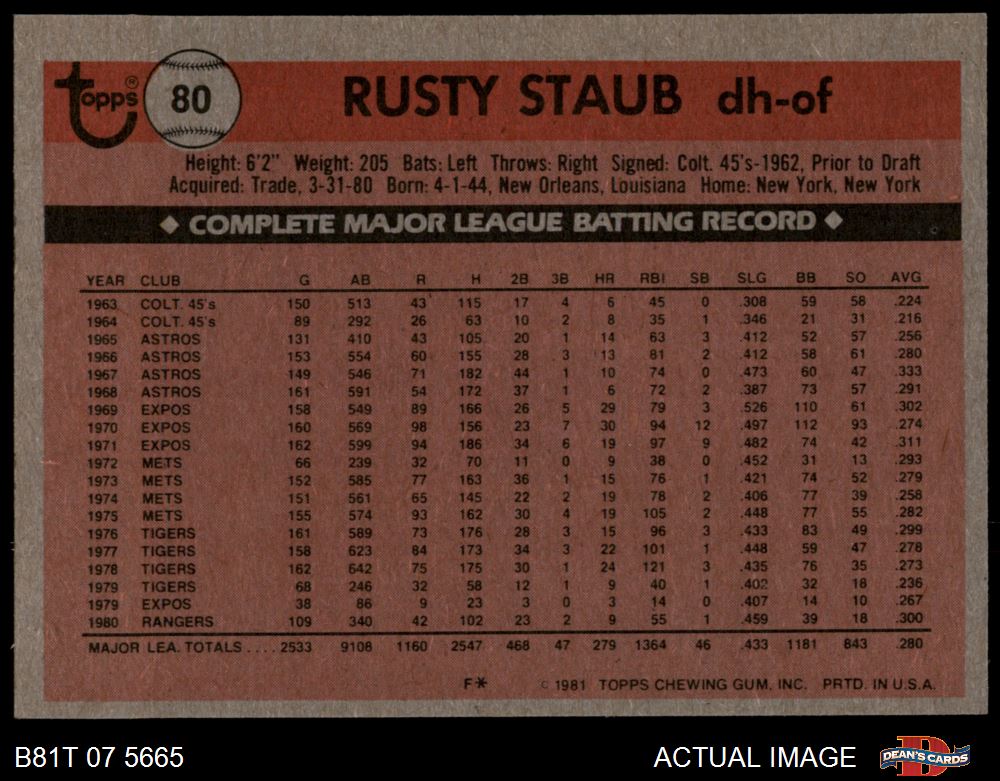 Topps® 80 RUSTY STAUB dh-of
Height: 6'2" Weight: 205 Bats: Left Throws: Right Signed: Colt. 45's-1962, Prior to Draft
Acquired: Trade, 3-31-80 Born: 4-1-44, New Orleans, Louisiana Home: New York, New York
◆ COMPLETE MAJOR LEAGUE BATTING RECORD ◆
YEAR CLUB G AB R H 2B 3B HR RBI SB SLG BB SO AVG
1963 COLT. 45's 150 513 43 115 17 4 6 45 0 .308 59 58 .224
1964 COLT. 45's 89 292 26 63 10 2 8 35 1 .346 21 31 .216
1965 ASTROS 131 410 43 105 20 1 14 63 3 .412 52 57 .256
1966 ASTROS 153 554 60 155 28 3 13 81 2 .412 58 61 .280
1967 ASTROS 149 546 71 182 44 1 10 74 0 .473 60 47 .333
1968 ASTROS 161 591 54 172 37 1 6 72 2 .387 73 57 .291
1969 EXPOS 158 549 89 166 26 5 29 79 3 .526 110 61 .302
1970 EXPOS 160 569 98 156 23 7 30 94 12 .497 112 93 .274
1971 EXPOS 162 599 94 186 34 6 19 97 9 .482 74 42 .311
1972 METS 66 239 32 70 11 0 9 38 0 .452 31 13 .293
1973 METS 152 585 77 163 36 1 15 76 1 .421 74 52 .279
1974 METS 151 561 65 145 22 2 19 78 2 .406 77 39 .258
1975 METS 155 574 93 162 30 4 19 105 2 .448 77 55 .282
1976 TIGERS 161 589 73 176 28 3 15 96 3 .433 83 49 .299
1977 TIGERS 158 623 84 173 34 3 22 101 1 .448 59 47 .278
1978 TIGERS 162 642 75 175 30 1 24 121 3 .435 76 35 .273
1979 TIGERS 68 246 32 58 12 1 9 40 1 .402 32 18 .236
1979 EXPOS 38 86 9 23 3 0 3 14 0 .407 14 10 .267
1980 RANGERS 109 340 42 102 23 2 9 55 1 .459 39 18 .300
MAJOR LEA. TOTALS .... 2533 9108 1160 2547 468 47 279 1364 46 .433 1181 843 .280
F* © 1981 TOPPS CHEWING GUM, INC. PRTD. IN U.S.A.
B81T 07 5665 ACTUAL IMAGE DEAN'S CARDS